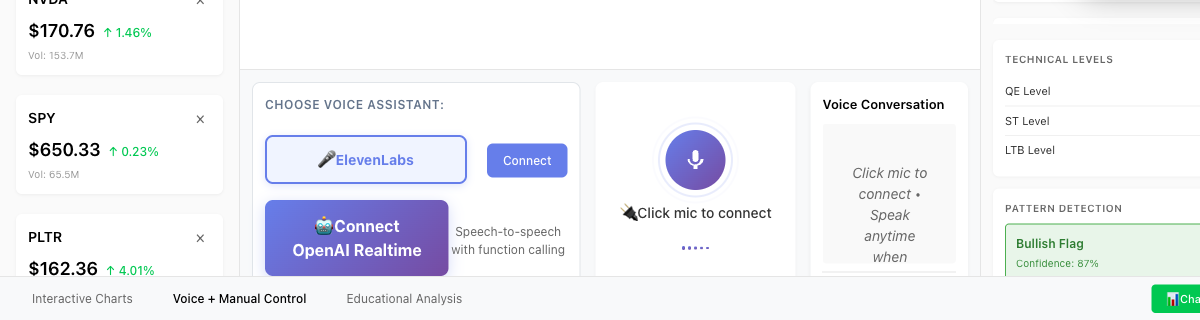 NVDA ×
$170.76 ↑ 1.46%
Vol: 153.7M
SPY ×
$650.33 ↑ 0.23%
Vol: 65.5M
PLTR ×
$162.36 ↑ 4.01%
CHOOSE VOICE ASSISTANT:
🎤ElevenLabs
Connect
🤖Connect
OpenAI Realtime
Speech-to-speech
with function calling
🔌Click mic to connect
Voice Conversation
Click mic to
connect •
Speak
anytime
when
TECHNICAL LEVELS
QE Level
ST Level
LTB Level
PATTERN DETECTION
Bullish Flag
Confidence: 87%
Interactive Charts
Voice + Manual Control
Educational Analysis
📊Cha